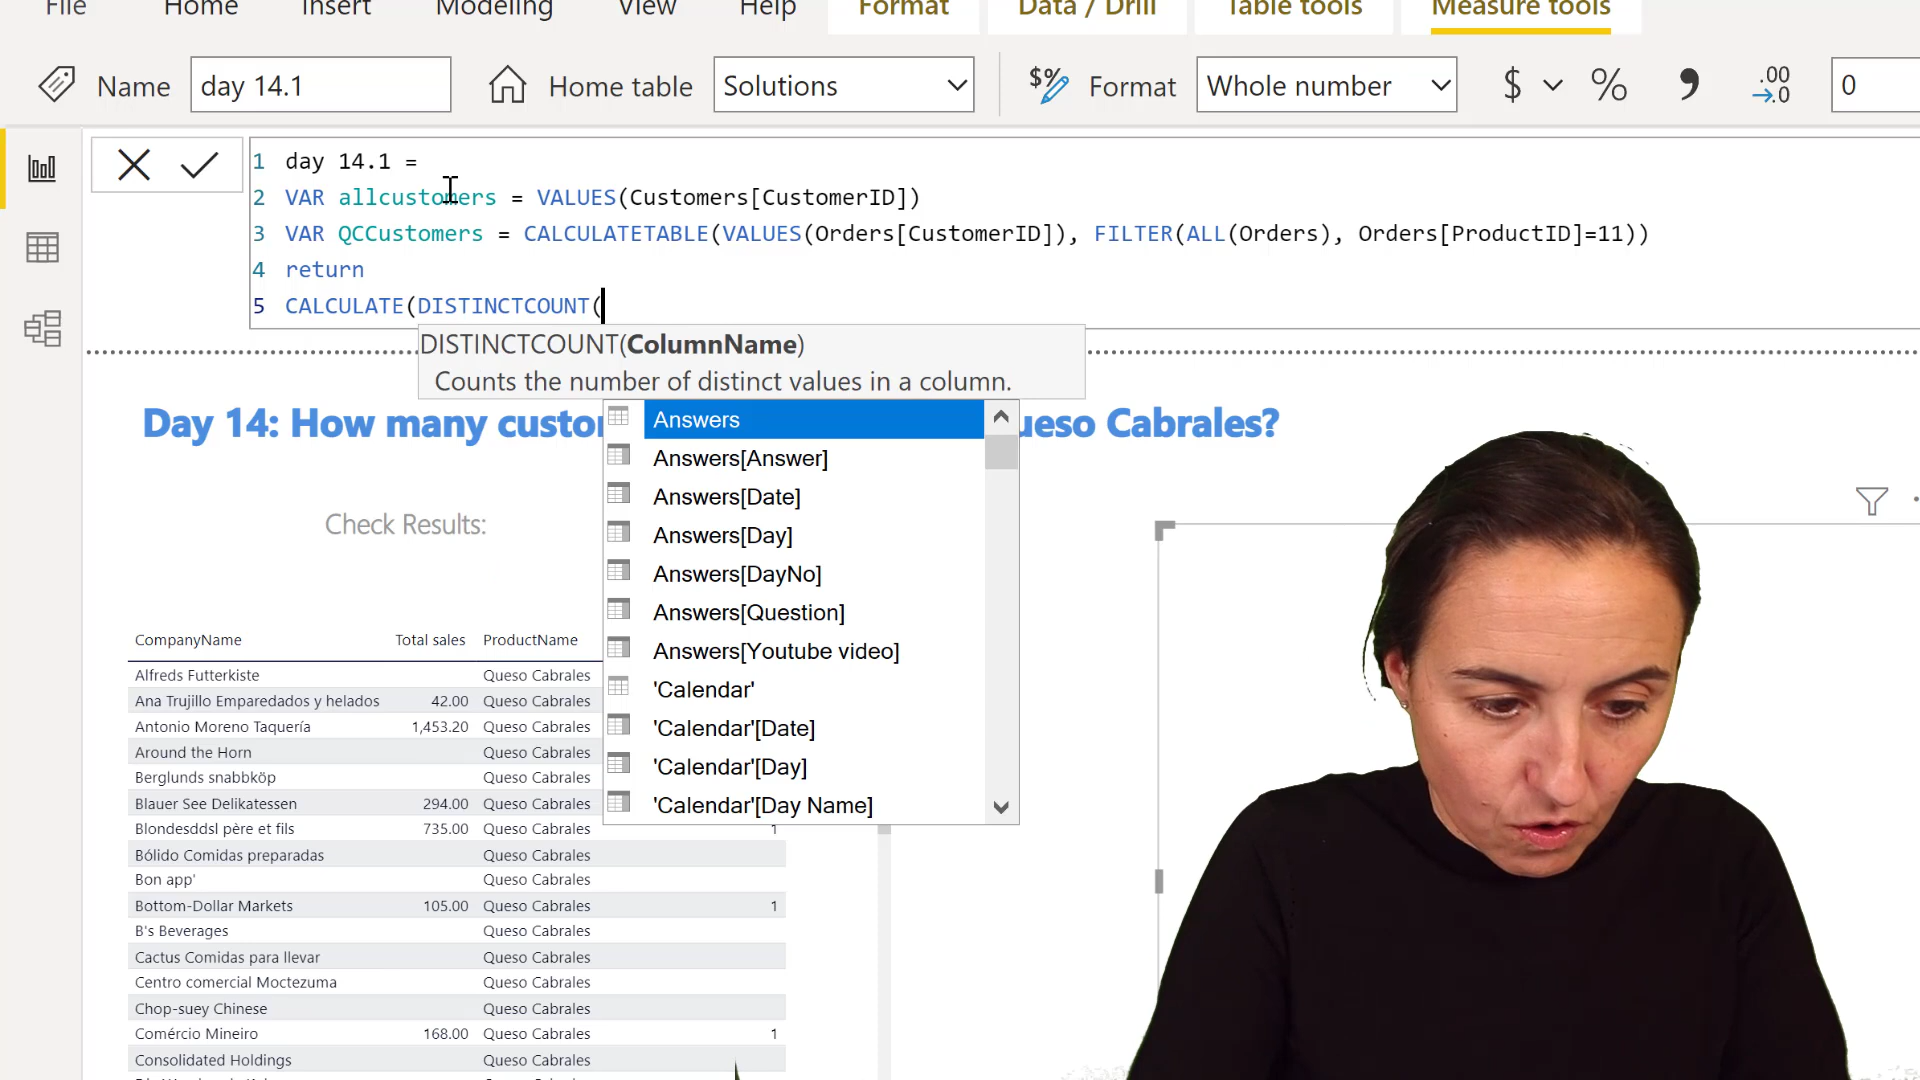 File Home Insert Modeling View Help Format Data / Drill Table tools Measure tools
Name day 14.1 Home table Solutions $% Format Whole number $ % , .00 →.0 0
1 day 14.1 =
2 VAR allcustomers = VALUES(Customers[CustomerID])
3 VAR QCCustomers = CALCULATETABLE(VALUES(Orders[CustomerID]), FILTER(ALL(Orders), Orders[ProductID]=11))
4 return
5 CALCULATE(DISTINCTCOUNT(
DISTINCTCOUNT(ColumnName)
Counts the number of distinct values in a column.
Answers
Answers[Answer]
Answers[Date]
Answers[Day]
Answers[DayNo]
Answers[Question]
Answers[Youtube video]
'Calendar'
'Calendar'[Date]
'Calendar'[Day]
'Calendar'[Day Name]
Day 14: How many Cabrales?
Check Results:
CompanyName Total sales ProductName
Alfreds Futterkiste Queso Cabrales
Ana Trujillo Emparedados y helados 42.00 Queso Cabrales
Antonio Moreno Taquería 1,453.20 Queso Cabrales
Around the Horn Queso Cabrales
Berglunds snabbköp Queso Cabrales
Blauer See Delikatessen 294.00 Queso Cabrales
Blondesddsl père et fils 735.00 Queso Cabrales 1
Bólido Comidas preparadas Queso Cabrales
Bon app' Queso Cabrales
Bottom-Dollar Markets 105.00 Queso Cabrales 1
B's Beverages Queso Cabrales
Cactus Comidas para llevar Queso Cabrales
Centro comercial Moctezuma Queso Cabrales
Chop-suey Chinese Queso Cabrales
Comércio Mineiro 168.00 Queso Cabrales 1
Consolidated Holdings Queso Cabrales